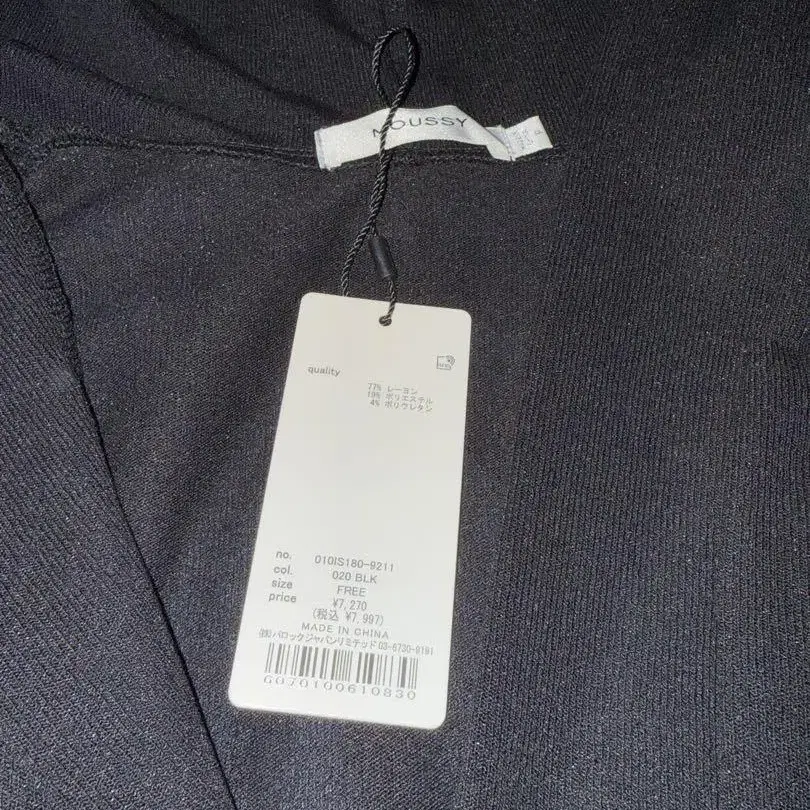 MOUSSY
quality
77% レーヨン
19% ポリエステル
4% ポリウレタン
no. 010IS180-9211
col. 020 BLK
size FREE
price ¥7,270
(税込 ¥7,997)
MADE IN CHINA
㈱バロックジャパンリミテッド 03-6730-9191
G070100610830